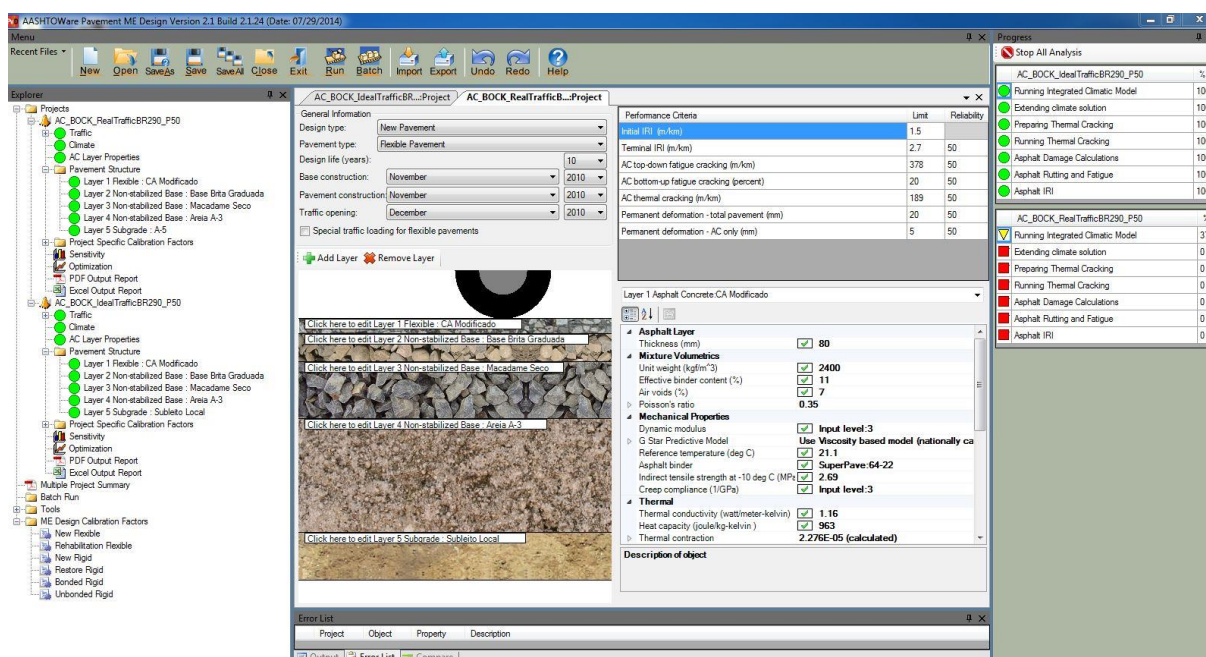 AASHTOWare Pavement ME Design Version 2.1 Build 2.1.24 (Date: 07/29/2014)
Menu
Recent Files
New Open SaveAs Save SaveAll Close Exit Run Batch Import Export Undo Redo Help
Explorer
Projects
AC_BOCK_RealTrafficBR290_P50
Traffic
Climate
AC Layer Properties
Pavement Structure
Layer 1 Flexible : CA Modificado
Layer 2 Non-stabilized Base : Base Brita Graduada
Layer 3 Non-stabilized Base : Macadame Seco
Layer 4 Non-stabilized Base : Areia A-3
Layer 5 Subgrade : A-5
Project Specific Calibration Factors
Sensitivity
Optimization
PDF Output Report
Excel Output Report
AC_BOCK_IdealTrafficBR290_P50
Traffic
Climate
AC Layer Properties
Pavement Structure
Layer 1 Flexible : CA Modificado
Layer 2 Non-stabilized Base : Base Brita Graduada
Layer 3 Non-stabilized Base : Macadame Seco
Layer 4 Non-stabilized Base : Areia A-3
Layer 5 Subgrade : Subleito Local
Project Specific Calibration Factors
Sensitivity
Optimization
PDF Output Report
Excel Output Report
Multiple Project Summary
Batch Run
Tools
ME Design Calibration Factors
New Flexible
Rehabilitation Flexible
New Rigid
Restore Rigid
Bonded Rigid
Unbonded Rigid
AC_BOCK_IdealTrafficBR...:Project AC_BOCK_RealTrafficB...:Project
General Information
Design type: New Pavement
Pavement type: Flexible Pavement
Design life (years): 10
Base construction: November 2010
Pavement construction: November 2010
Traffic opening: December 2010
Special traffic loading for flexible pavements
Add Layer Remove Layer
Click here to edit Layer 1 Flexible : CA Modificado
Click here to edit Layer 2 Non-stabilized Base : Base Brita Graduada
Click here to edit Layer 3 Non-stabilized Base : Macadame Seco
Click here to edit Layer 4 Non-stabilized Base : Areia A-3
Click here to edit Layer 5 Subgrade : Subleito Local
Performance Criteria Limit Reliability
Initial IRI (m/km) 1.5
Terminal IRI (m/km) 2.7 50
AC top-down fatigue cracking (m/km) 378 50
AC bottom-up fatigue cracking (percent) 20 50
AC thermal cracking (m/km) 189 50
Permanent deformation - total pavement (mm) 20 50
Permanent deformation - AC only (mm) 5 50
Layer 1 Asphalt Concrete:CA Modificado
Asphalt Layer
Thickness (mm) 80
Mixture Volumetrics
Unit weight (kgf/m^3) 2400
Effective binder content (%) 11
Air voids (%) 7
Poisson's ratio 0.35
Mechanical Properties
Dynamic modulus Input level:3
G Star Predictive Model Use Viscosity based model (nationally ca
Reference temperature (deg C) 21.1
Asphalt binder SuperPave:64-22
Indirect tensile strength at -10 deg C (MPa 2.69
Creep compliance (1/GPa) Input level:3
Thermal
Thermal conductivity (watt/meter-kelvin) 1.16
Heat capacity (joule/kg-kelvin ) 963
Thermal contraction 2.276E-05 (calculated)
Description of object
Error List
Project Object Property Description
Output Error List Compare
Progress
Stop All Analysis
AC_BOCK_IdealTrafficBR290_P50 %
Running Integrated Climatic Model 10
Extending climate solution 10
Preparing Thermal Cracking 10
Running Thermal Cracking 10
Asphalt Damage Calculations 10
Asphalt Rutting and Fatigue 10
Asphalt IRI 10
AC_BOCK_RealTrafficBR290_P50
Running Integrated Climatic Model 3
Extending climate solution 0
Preparing Thermal Cracking 0
Running Thermal Cracking 0
Asphalt Damage Calculations 0
Asphalt Rutting and Fatigue 0
Asphalt IRI 0